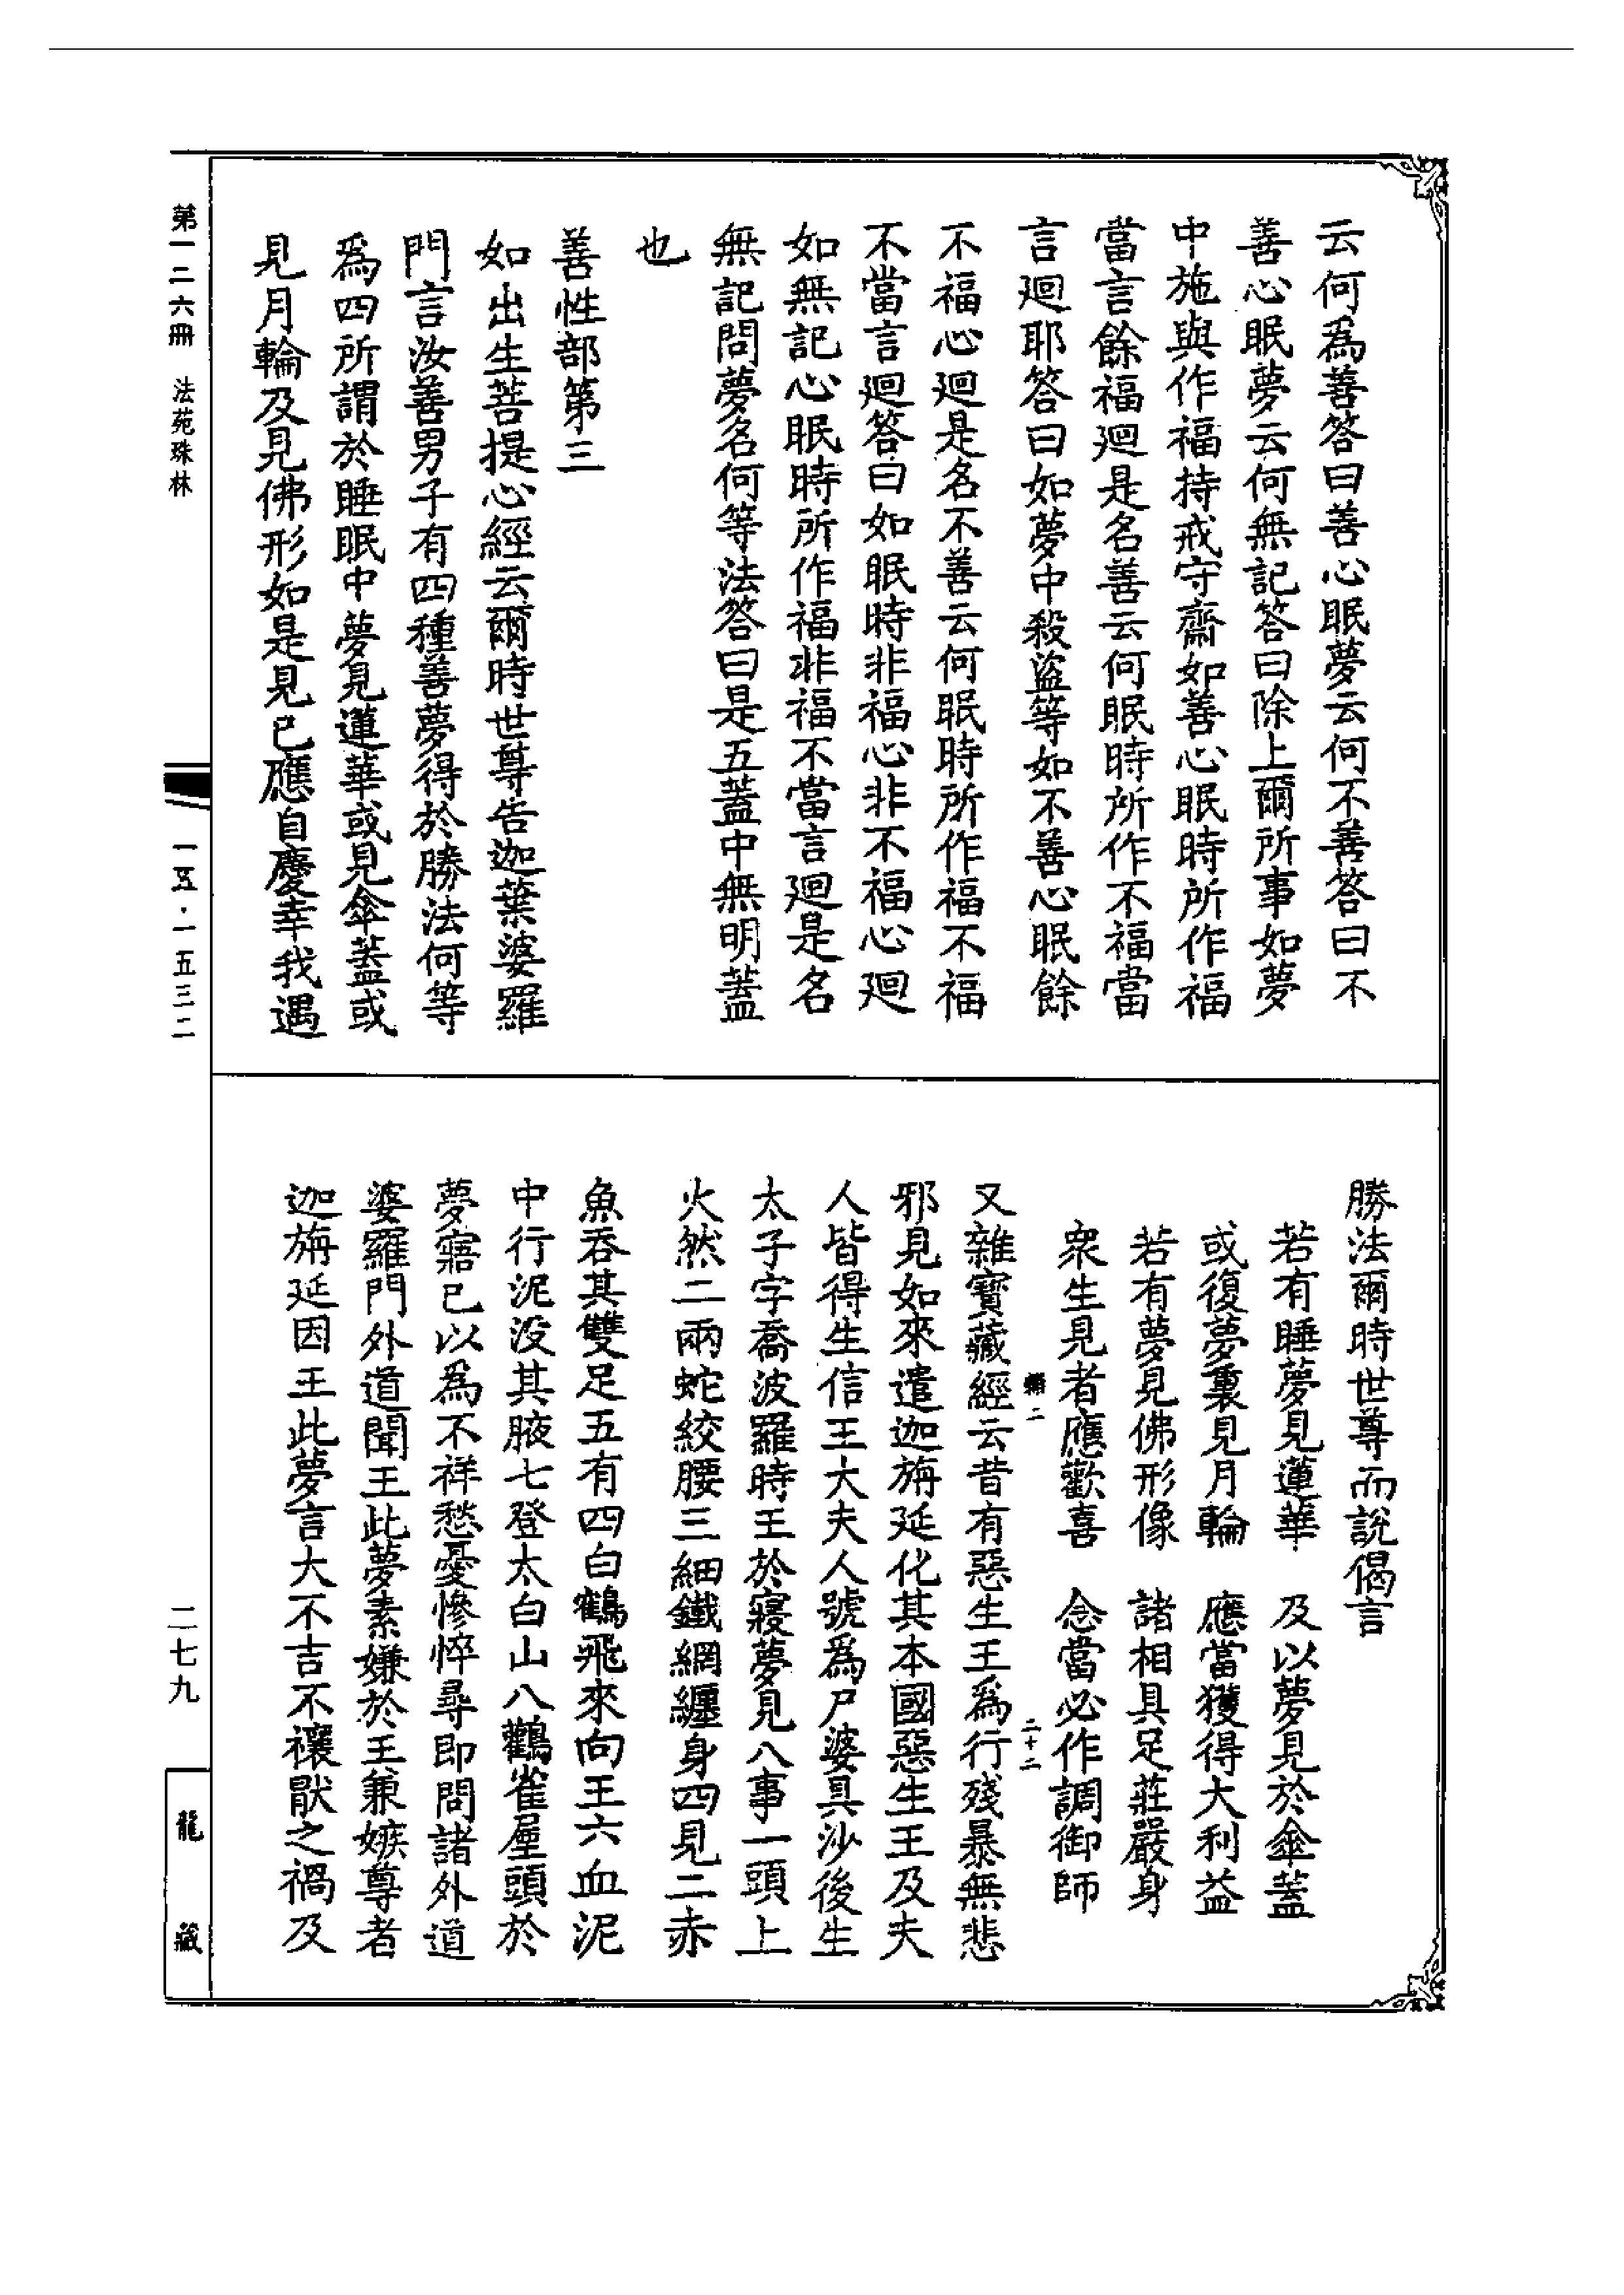 云何爲善答曰善心眠夢云何不善答曰不
善心眠夢云何無記答曰除上爾所事如夢
中施與作福持戒守齋如善心眠時所作福
當言餘福迴是名善云何眠時所作不福當
言迴耶答曰如夢中殺盜等如不善心眠餘
不福心迴是名不善云何眠時所作福不福
不當言迴答曰如眠時非福心非不福心迴
如無記心眠時所作福非福不當言迴是名
無記問夢名何等法答曰是五蓋中無明蓋
也
善性部第三
如出生菩提心經云爾時世尊告迦葉婆羅
門言汝善男子有四種善夢得於勝法何等
爲四所謂於睡眠中夢見蓮華或見傘蓋或
見月輪及見佛形如是見已應自慶幸我遇
勝法爾時世尊而說偈言
若有睡夢見蓮華 及以夢見於傘蓋
或復夢裏見月輪 應當獲得大利益
若有夢見佛形像 諸相具足莊嚴身
衆生見者應歡喜 念當必作調御師
二 二十二
又雜寶藏經云昔有惡生王爲行殘暴無悲
邪見如來遣迦旃延化其本國惡生王及夫
人皆得生信王大夫人號爲尸婆具沙後生
太子字喬波羅時王於寢夢見八事一頭上
火然二兩蛇絞腰三細鐵網纏身四見二赤
魚吞其雙足五有四白鶴飛來向王六血泥
中行泥没其腋七登太白山八鸛雀屋頭於
夢寤已以爲不祥愁憂慘悴尋即問諸外道
婆羅門外道聞王此夢素嫌於王兼嫉尊者
迦旃延因王此夢言大不吉不禳猒之禍及
第一二六冊 法苑珠林
一五·一五三二
二七九
龍藏